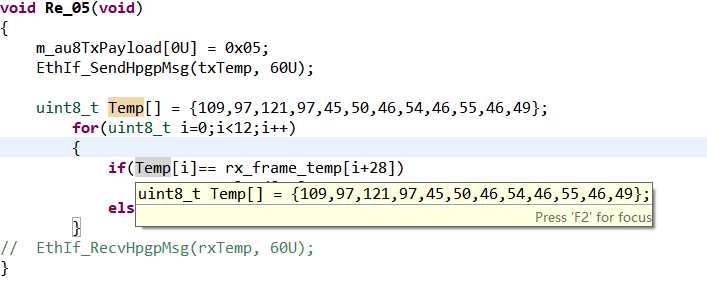 void Re_05(void)
{
m_au8TxPayload[0U] = 0x05;
EthIf_SendHpgpMsg(txTemp, 60U);
uint8_t Temp[] = {109,97,121,97,45,50,46,54,46,55,46,49};
for(uint8_t i=0;i<12;i++)
{
if(Temp[i]== rx_frame_temp[i+28])
uint8_t Temp[] = {109,97,121,97,45,50,46,54,46,55,46,49};
els
Press 'F2' for focus
}
// EthIf_RecvHpgpMsg(rxTemp, 60U);
}